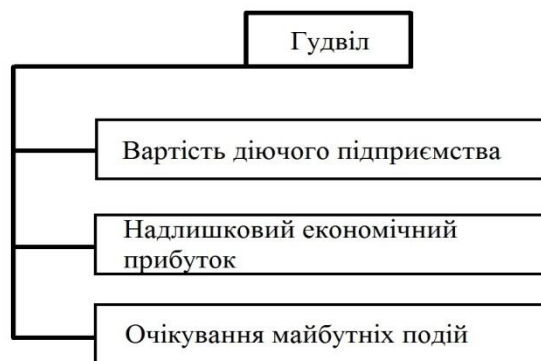 Гудвіл
Вартість діючого підприємства
Надлишковий економічний
прибуток
Очікування майбутніх подій